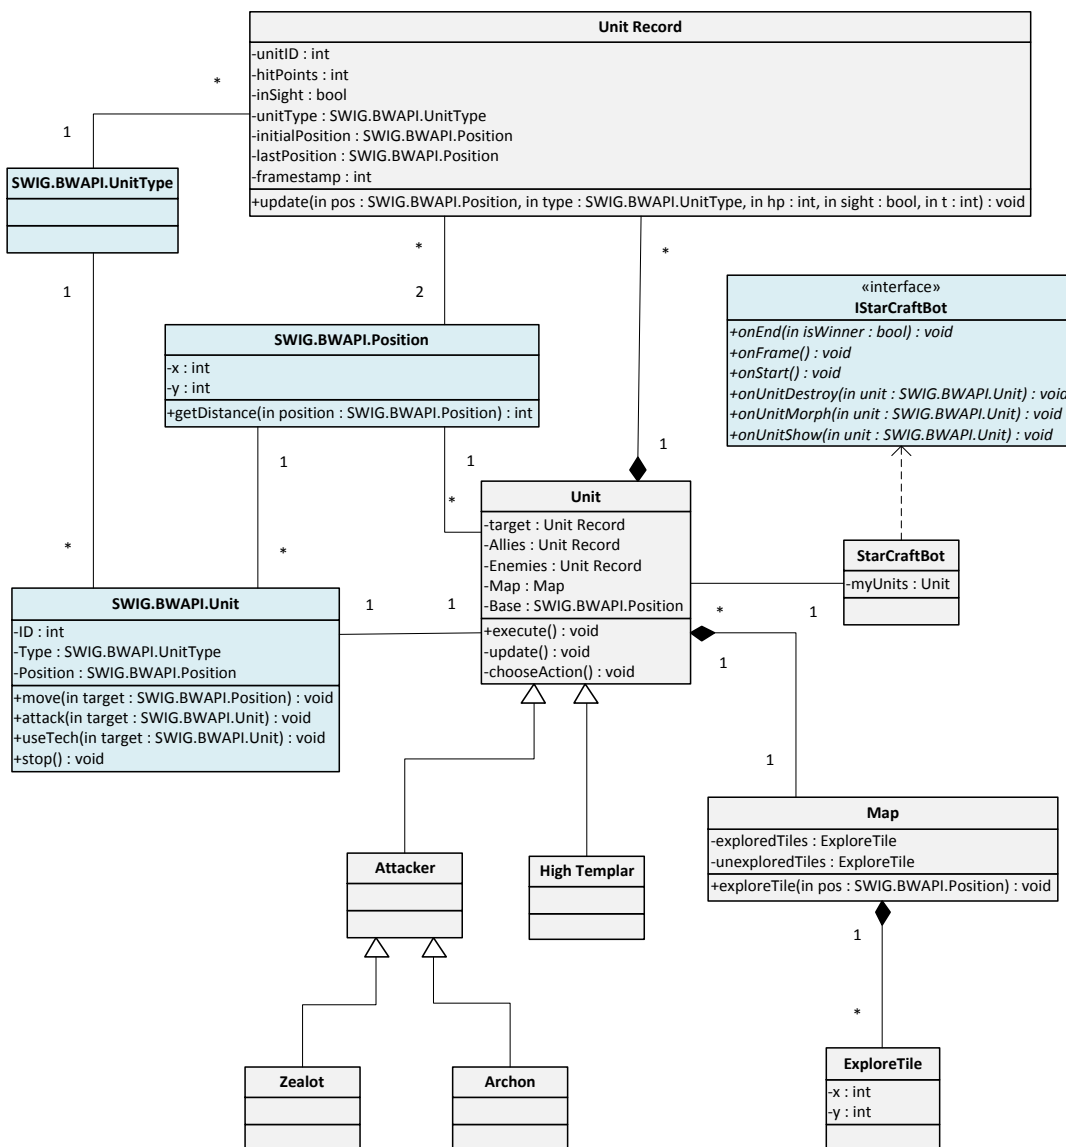 Unit Record
-unitID : int
-hitPoints : int
-inSight : bool
-unitType : SWIG.BWAPI.UnitType
-initialPosition : SWIG.BWAPI.Position
-lastPosition : SWIG.BWAPI.Position
-framestamp : int
+update(in pos : SWIG.BWAPI.Position, in type : SWIG.BWAPI.UnitType, in hp : int, in sight : bool, in t : int) : void
*
1
SWIG.BWAPI.UnitType
1
*
*
2
*
1
SWIG.BWAPI.Position
-x : int
-y : int
+getDistance(in position : SWIG.BWAPI.Position) : int
1
*
1
*
«interface»
IStarCraftBot
+onEnd(in isWinner : bool) : void
+onFrame() : void
+onStart() : void
+onUnitDestroy(in unit : SWIG.BWAPI.Unit) : void
+onUnitMorph(in unit : SWIG.BWAPI.Unit) : void
+onUnitShow(in unit : SWIG.BWAPI.Unit) : void
Unit
-target : Unit Record
-Allies : Unit Record
-Enemies : Unit Record
-Map : Map
-Base : SWIG.BWAPI.Position
+execute() : void
-update() : void
-chooseAction() : void
StarCraftBot
-myUnits : Unit
*
1
SWIG.BWAPI.Unit
-ID : int
-Type : SWIG.BWAPI.UnitType
-Position : SWIG.BWAPI.Position
+move(in target : SWIG.BWAPI.Position) : void
+attack(in target : SWIG.BWAPI.Unit) : void
+useTech(in target : SWIG.BWAPI.Unit) : void
+stop() : void
1
1
1
1
Map
-exploredTiles : ExploreTile
-unexploredTiles : ExploreTile
+exploreTile(in pos : SWIG.BWAPI.Position) : void
1
*
Attacker
High Templar
Zealot
Archon
ExploreTile
-x : int
-y : int